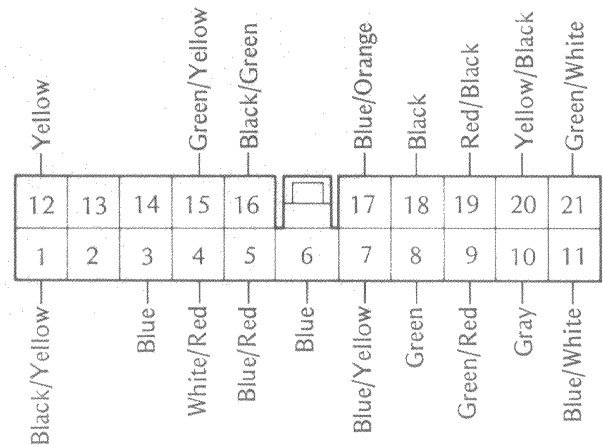 Yellow
Green/Yellow
Black/Green
Blue/Orange
Black
Red/Black
Yellow/Black
Green/White
12 13 14 15 16 17 18 19 20 21
1 2 3 4 5 6 7 8 9 10 11
Black/Yellow
Blue
White/Red
Blue/Red
Blue
Blue/Yellow
Green
Green/Red
Gray
Blue/White